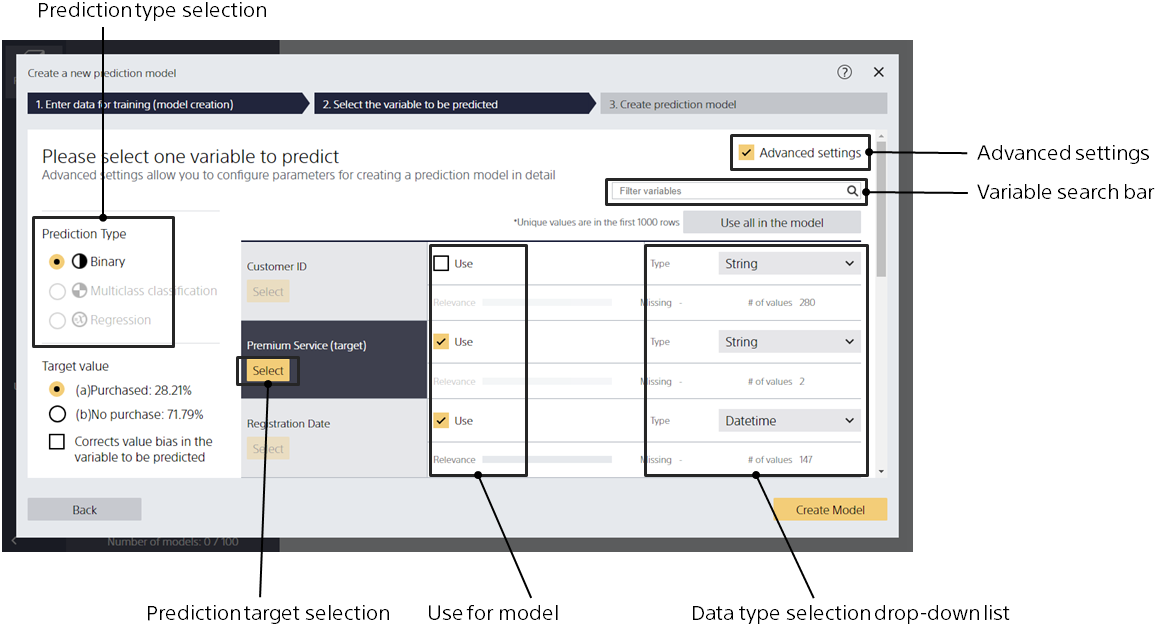 Prediction type selection
Create a new prediction model
1. Enter data for training (model creation)
2. Select the variable to be predicted
3. Create prediction model
Please select one variable to predict
Advanced settings allow you to configure parameters for creating a prediction model in detail
Advanced settings
Advanced settings
Filter variables
Variable search bar
*Unique values are in the first 1000 rows
Use all in the model
Prediction Type
Binary
Multiclass classification
Regression
Target value
(a)Purchased: 28.21%
(b)No purchase: 71.79%
Corrects value bias in the
variable to be predicted
Customer ID
Select
Use
Type
String
Relevance
Missing -
# of values 280
Premium Service (target)
Select
Use
Type
String
Relevance
Missing -
# of values 2
Registration Date
Select
Use
Type
Datetime
Relevance
Missing -
# of values 147
Back
Create Model
Number of models: 0 / 100
Prediction target selection
Use for model
Data type selection drop-down list